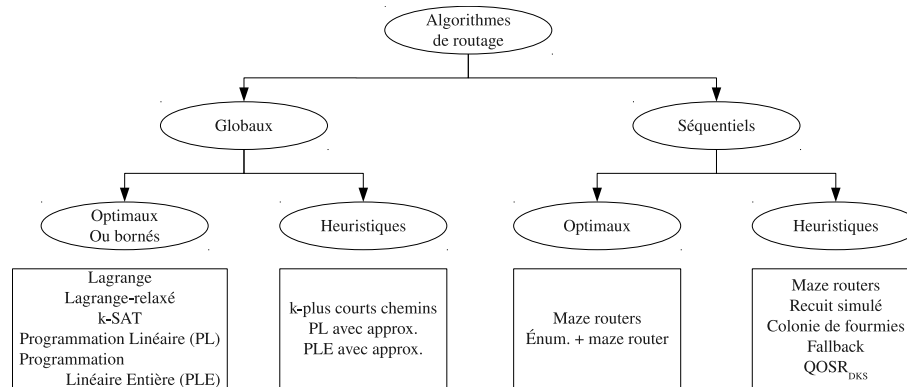 Algorithmes
de routage
Globaux
Séquentiels
Optimaux
Ou bornés
Heuristiques
Optimaux
Heuristiques
Lagrange
Lagrange-relaxé
k-SAT
Programmation Linéaire (PL)
Programmation
Linéaire Entière (PLE)
k-plus courts chemins
PL avec approx.
PLE avec approx.
Maze routers
Énum. + maze router
Maze routers
Recuit simulé
Colonie de fourmies
Fallback
QOSR_DKS